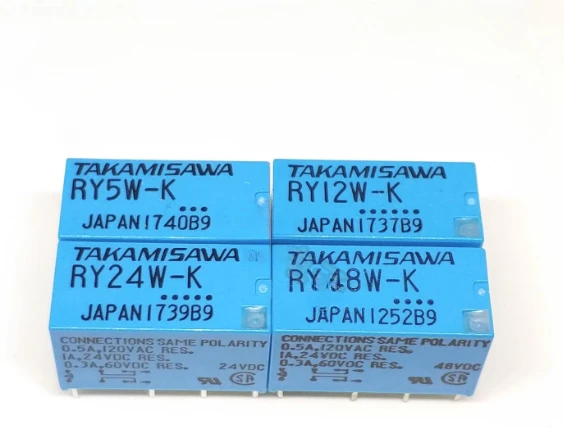 TAKAMISAWA
RY5W-K
JAPAN1740B9
TAKAMISAWA
RY12W-K
JAPAN1737B9
TAKAMISAWA
RY24W-K
JAPAN1739B9
CONNECTIONS SAME POLARITY
0.5A,120VAC RES.
1A,24VDC RES.
0.3A,60VDC RES. 24VDC
TAKAMISAWA
RY48W-K
JAPAN1252B9
CONNECTIONS SAME POLARITY
0.5A,120VAC RES.
1A,24VDC RES.
0.3A,60VDC RES. 48VDC